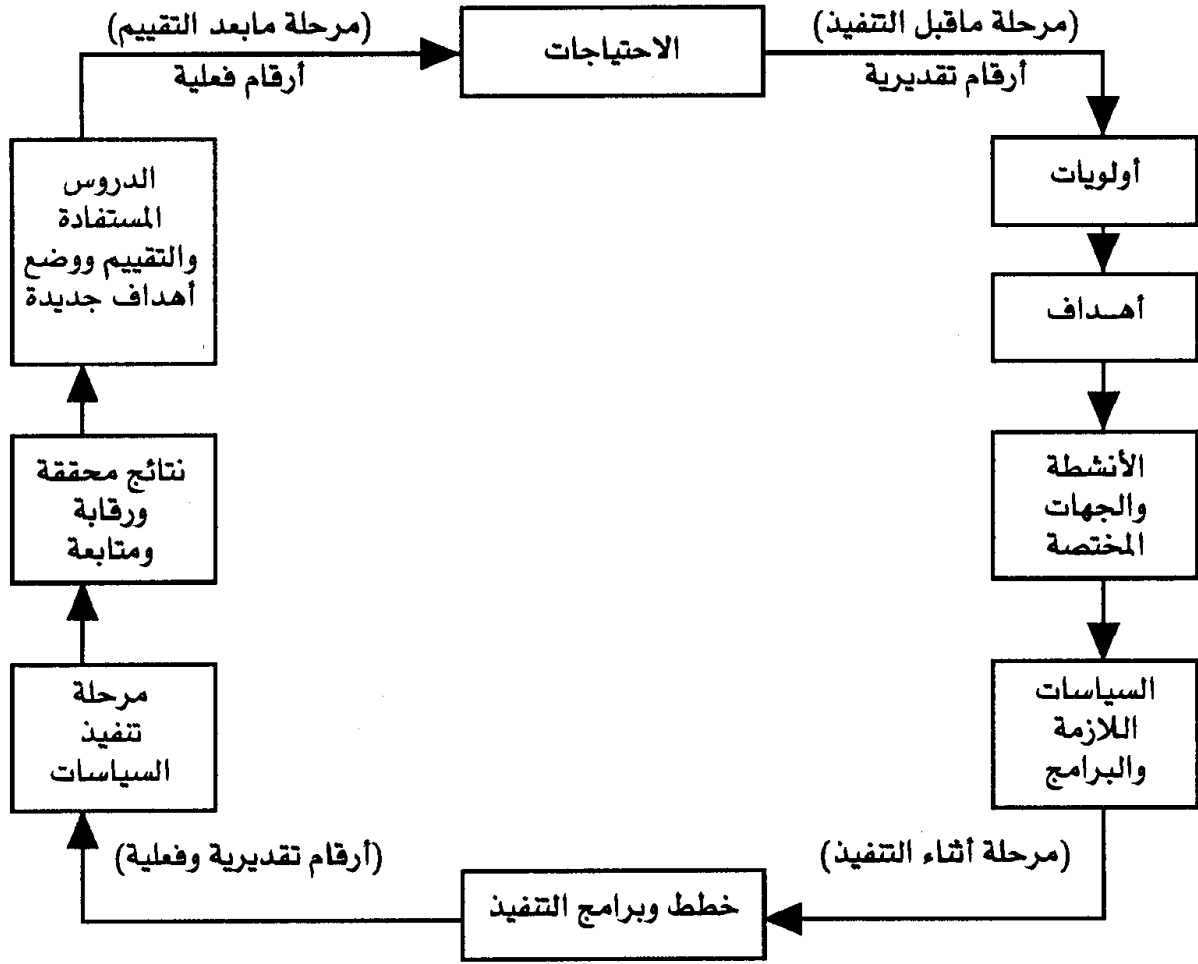 (مرحلة ماقبل التنفيذ)
أرقام تقديرية
الاحتياجات
(مرحلة مابعد التقييم)
أرقام فعلية
أولويات
أهـداف
الأنشطة
والجهات
المختصة
السياسات
اللازمة
والبرامج
(مرحلة أثناء التنفيذ)
خطط وبرامج التنفيذ
(أرقام تقديرية وفعلية)
مرحلة
تنفيذ
السياسات
نتائج محققة
ورقابة
ومتابعة
الدروس
المستفادة
والتقييم ووضع
أهداف جديدة